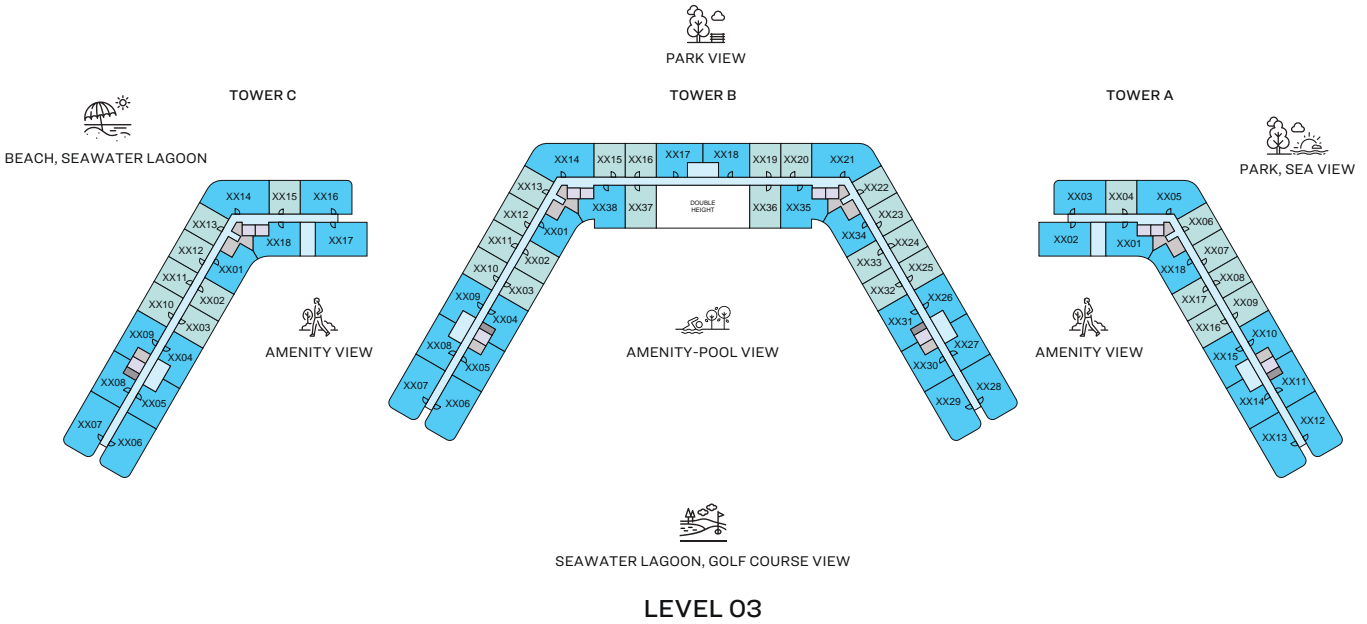 PARK VIEW
TOWER C
TOWER B
TOWER A
BEACH, SEAWATER LAGOON
PARK, SEA VIEW
XX14
XX15
XX16
XX13
XX12
XX11
XX10
XX09
XX08
XX07
XX18
XX17
XX01
XX02
XX03
XX04
XX05
XX06
AMENITY VIEW
XX14
XX15
XX16
XX17
XX18
XX19
XX20
XX21
XX13
XX12
XX11
XX10
XX09
XX08
XX07
XX38
XX37
DOUBLE
HEIGHT
XX36
XX35
XX01
XX02
XX03
XX04
XX05
XX06
XX22
XX23
XX24
XX25
XX26
XX27
XX28
XX34
XX33
XX32
XX31
XX30
XX29
AMENITY-POOL VIEW
XX03
XX04
XX05
XX02
XX01
XX06
XX07
XX08
XX09
XX10
XX11
XX12
XX18
XX17
XX16
XX15
XX14
XX13
AMENITY VIEW
SEAWATER LAGOON, GOLF COURSE VIEW
LEVEL 03